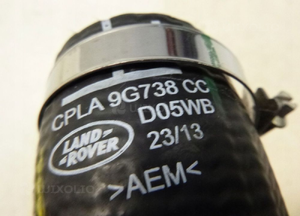 CPLA 9G738 CC
D05WB
LAND
ROVER
23/13
>AEM<